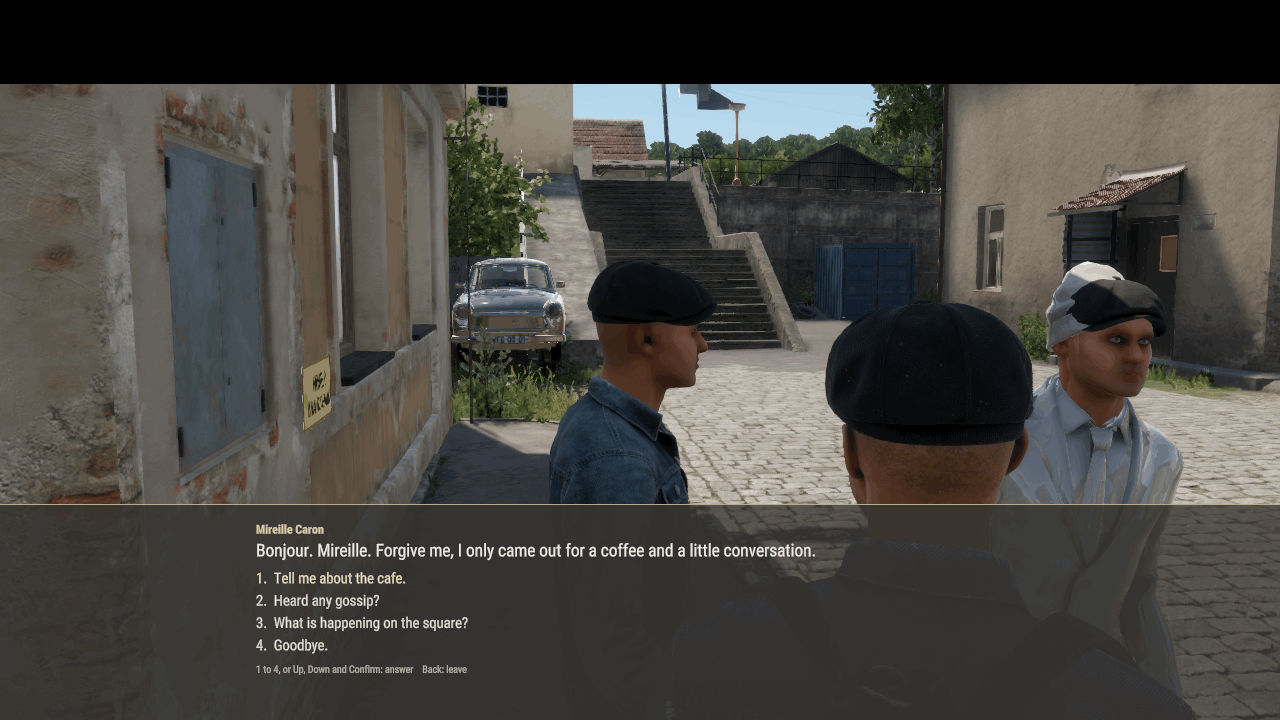 Mireille Caron
Bonjour. Mireille. Forgive me, I only came out for a coffee and a little conversation.
1. Tell me about the cafe.
2. Heard any gossip?
3. What is happening on the square?
4. Goodbye.
1 to 4, or Up, Down and Confirm: answer Back: leave